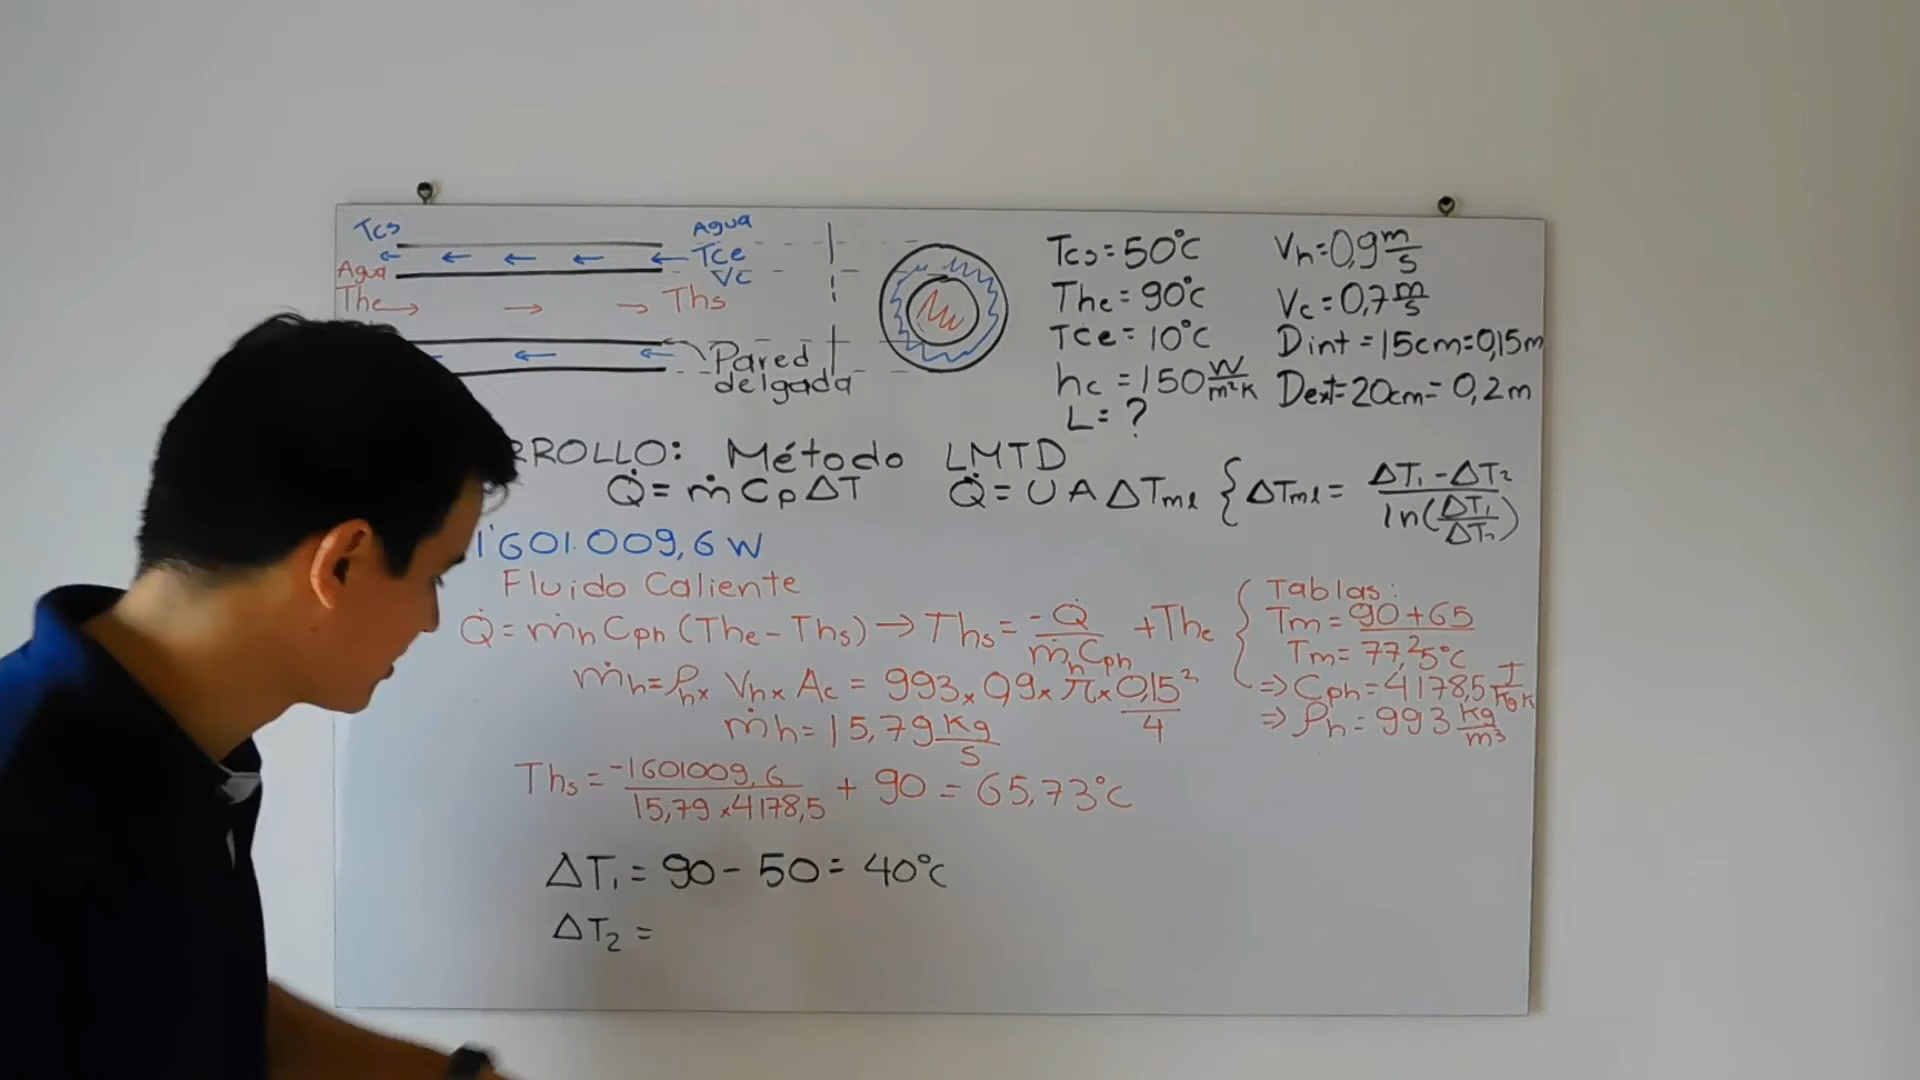 Tcs Agua
← ← ← ← ← Tce
Agua Vc
The → → → Ths
← ← Pared
delgada
Tcs = 50°C
The = 90°C
Tce = 10°C
hc = 150 W/m²K
L = ?
Vh = 0,9 m/s
Vc = 0,7 m/s
Dint = 15cm = 0,15m
Dext = 20cm = 0,2m
RROLLO: Método LMTD
Q̇ = ṁ Cp ΔT Q̇ = U A ΔTml { ΔTml = (ΔT₁ - ΔT₂) / ln(ΔT₁/ΔT₂)
1'601.009,6 W
Fluido Caliente
Q̇ = ṁh Cph (The - Ths) → Ths = -Q̇ / ṁh Cph + The
ṁh = ρh x Vh x Ac = 993 x 0,9 x π x 0,15² / 4
ṁh = 15,79 Kg/s
Tablas:
Tm = 90 + 65 / 2
Tm = 77,5°C
⇒ Cph = 4178,5 J/Kg K
⇒ ρh = 993 Kg/m³
Ths = -1601009,6 / 15,79 x 4178,5 + 90 = 65,73°C
ΔT₁ = 90 - 50 = 40°C
ΔT₂ =